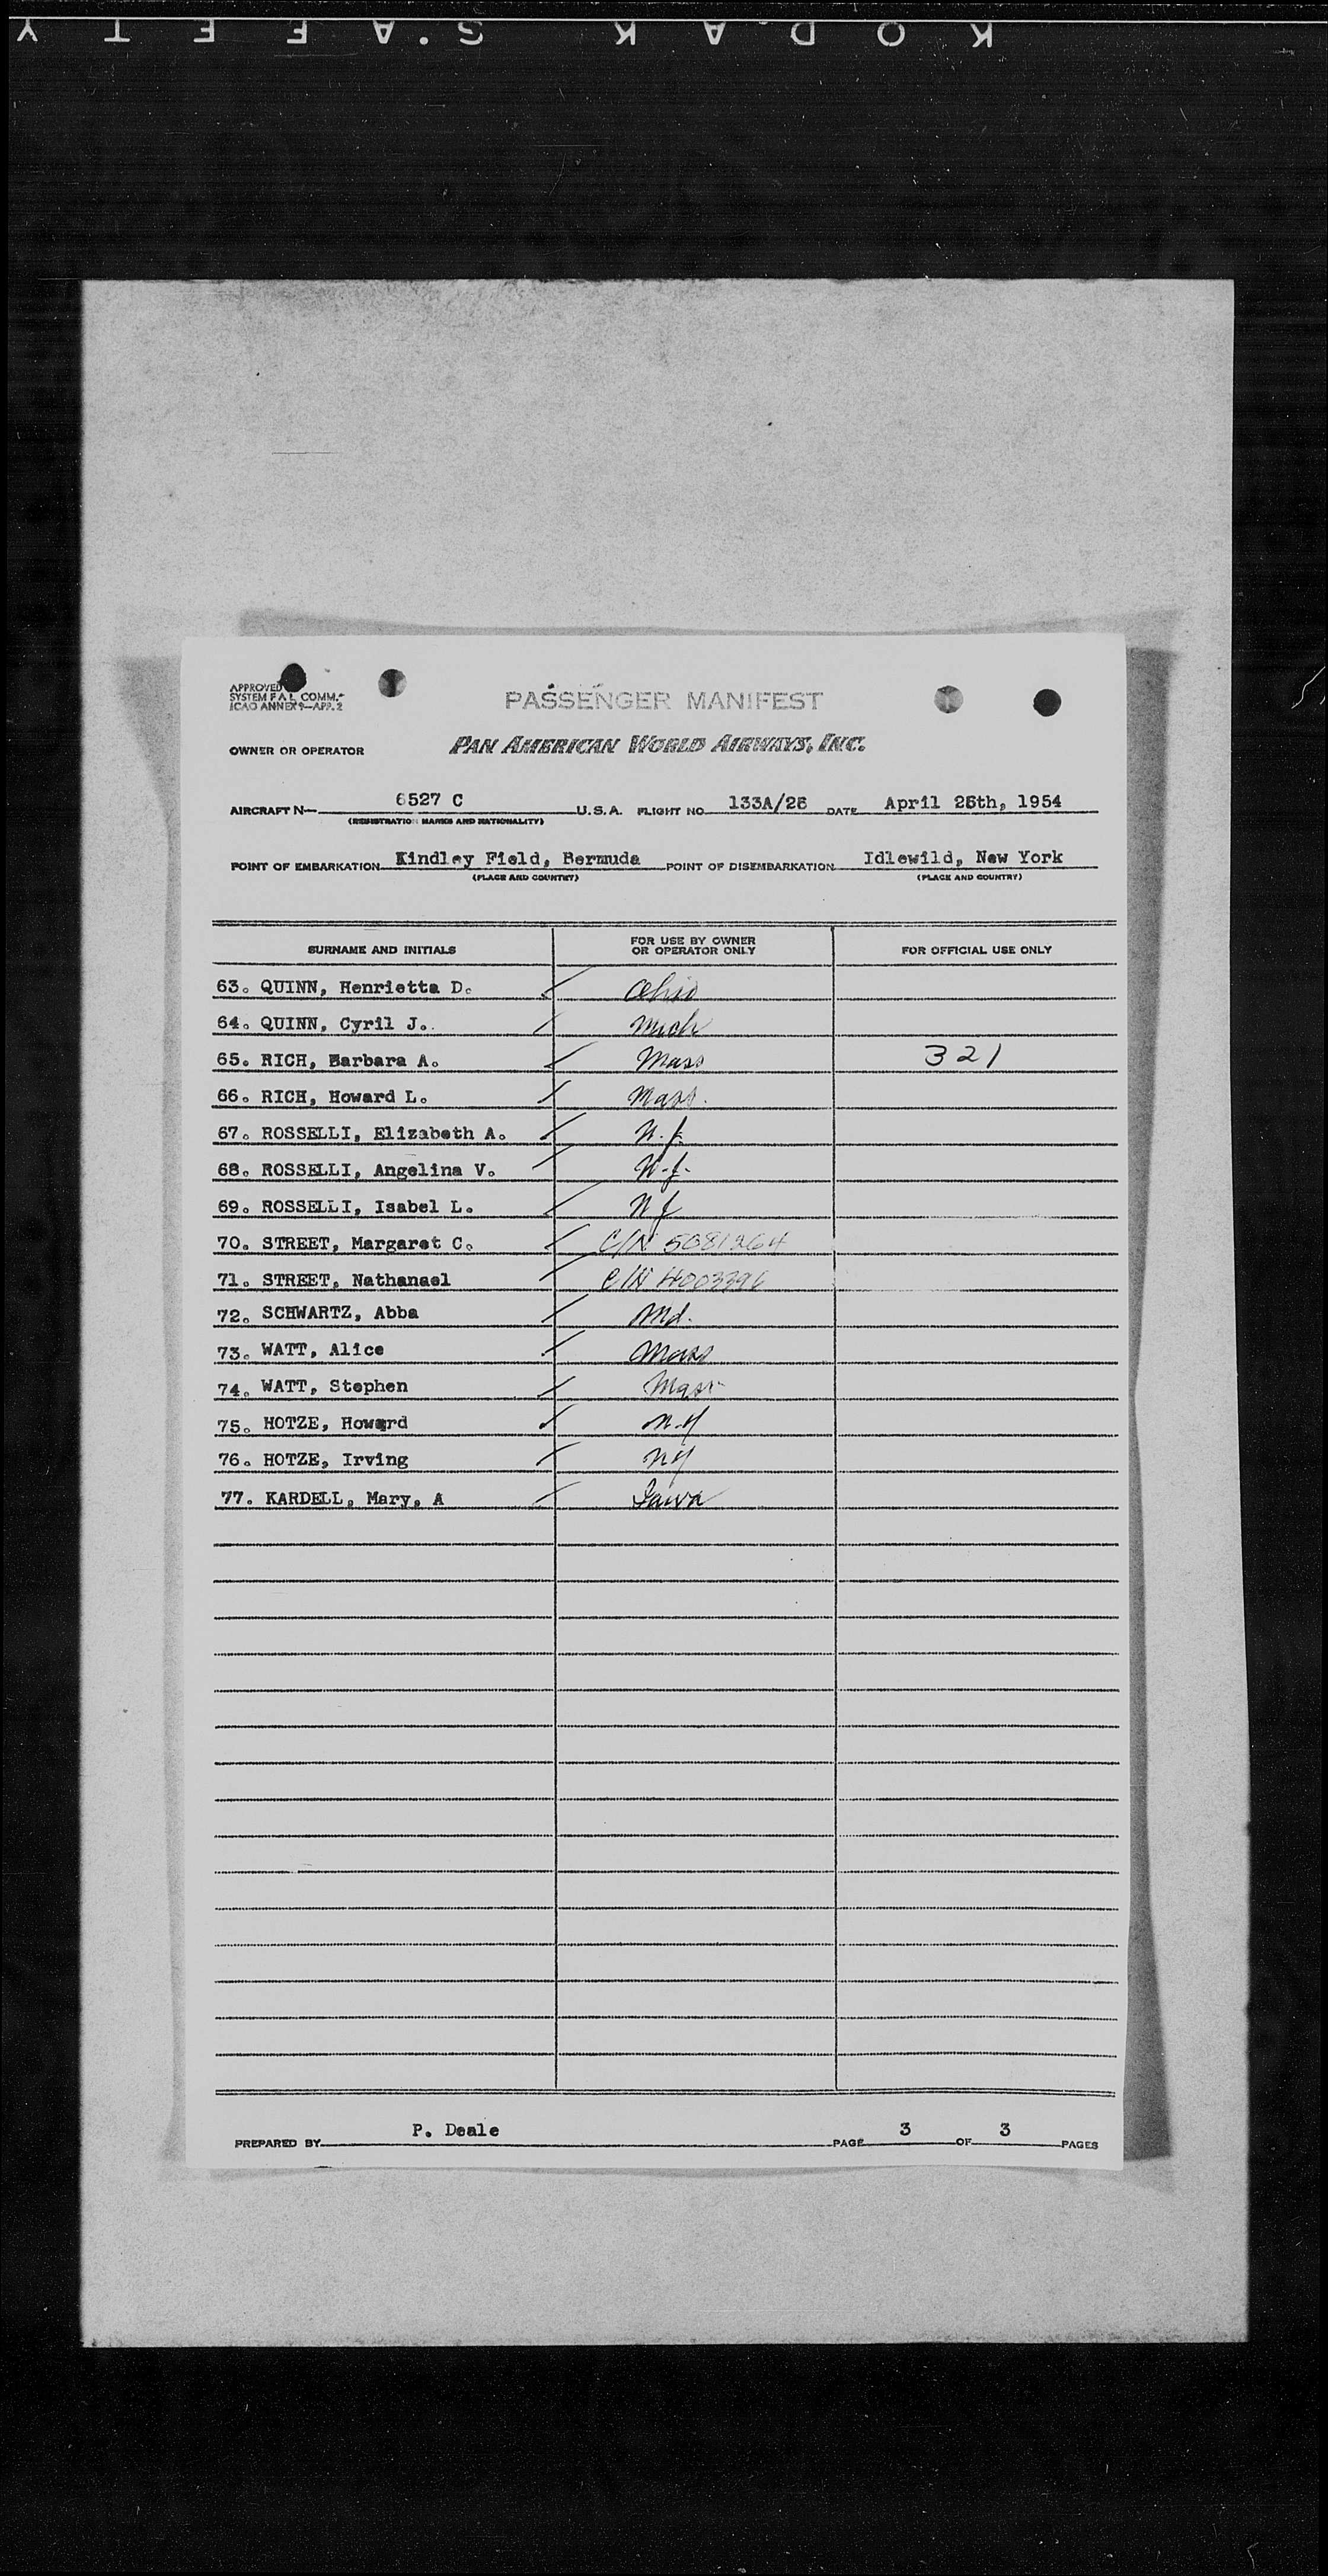 KODAK S.AFETY
APPROVED
SYSTEM F A L COMM.-
ICAO ANNEX 9—APP. 2
PASSENGER MANIFEST
OWNER OR OPERATOR PAN AMERICAN WORLD AIRWAYS, INC.
AIRCRAFT N— 6527 C U.S.A. FLIGHT NO. 133A/26 DATE April 26th, 1954
(REGISTRATION MARKS AND NATIONALITY)
POINT OF EMBARKATION Kindley Field, Bermuda POINT OF DISEMBARKATION Idlewild, New York
(PLACE AND COUNTRY) (PLACE AND COUNTRY)
SURNAME AND INITIALS FOR USE BY OWNER OR OPERATOR ONLY FOR OFFICIAL USE ONLY
63. QUINN, Henrietta D. Ohio
64. QUINN, Cyril J. Mich
65. RICH, Barbara A. Mass 321
66. RICH, Howard L. Mass.
67. ROSSELLI, Elizabeth A. N.J.
68. ROSSELLI, Angelina V. N.J.
69. ROSSELLI, Isabel L. NJ
70. STREET, Margaret C. C/N 5081264
71. STREET, Nathanael C/N 4003396
72. SCHWARTZ, Abba Md.
73. WATT, Alice Mass
74. WATT, Stephen Mass
75. HOTZE, Howard N.Y
76. HOTZE, Irving NY
77. KARDELL, Mary, A Iowa
PREPARED BY P. Deale PAGE 3 OF 3 PAGES